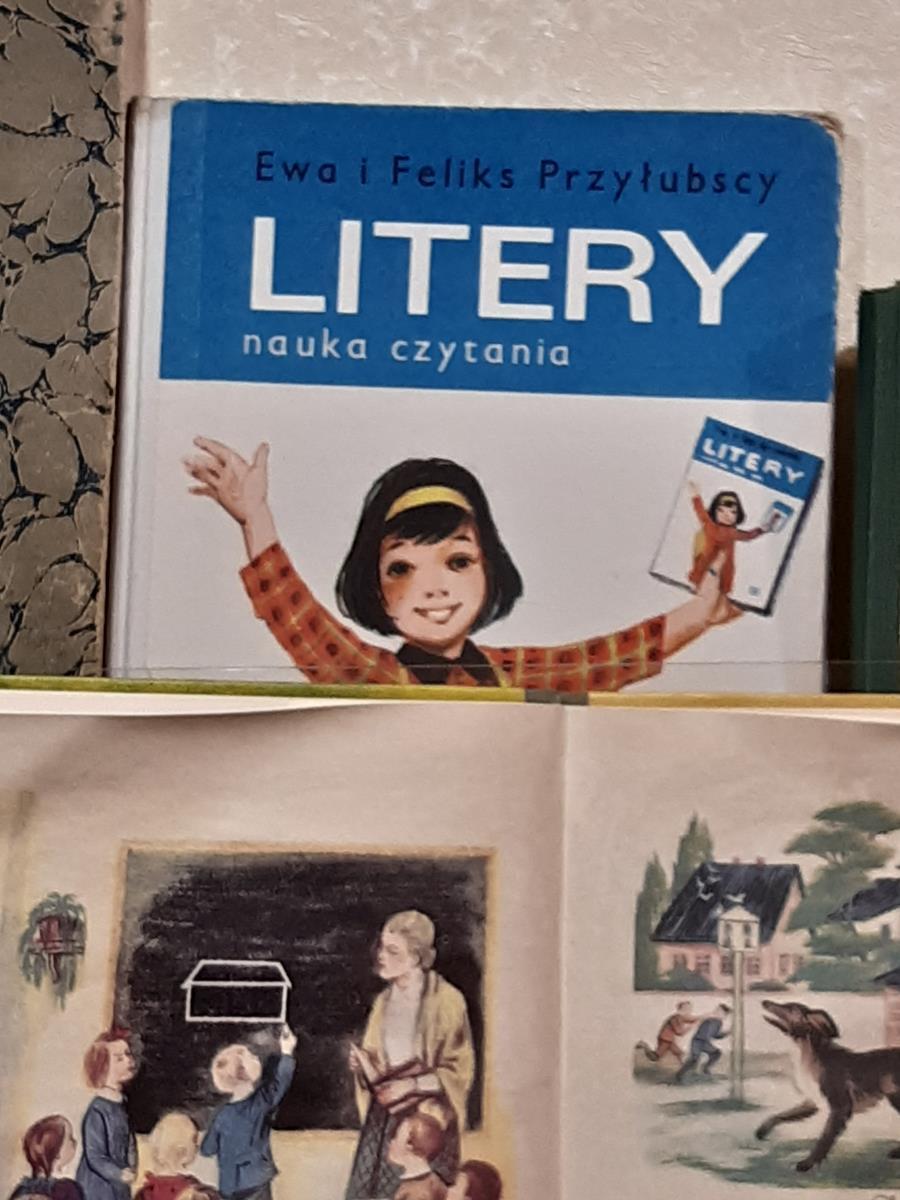 Ewa i Feliks Przyłubscy
LITERY
nauka czytania
LITERY